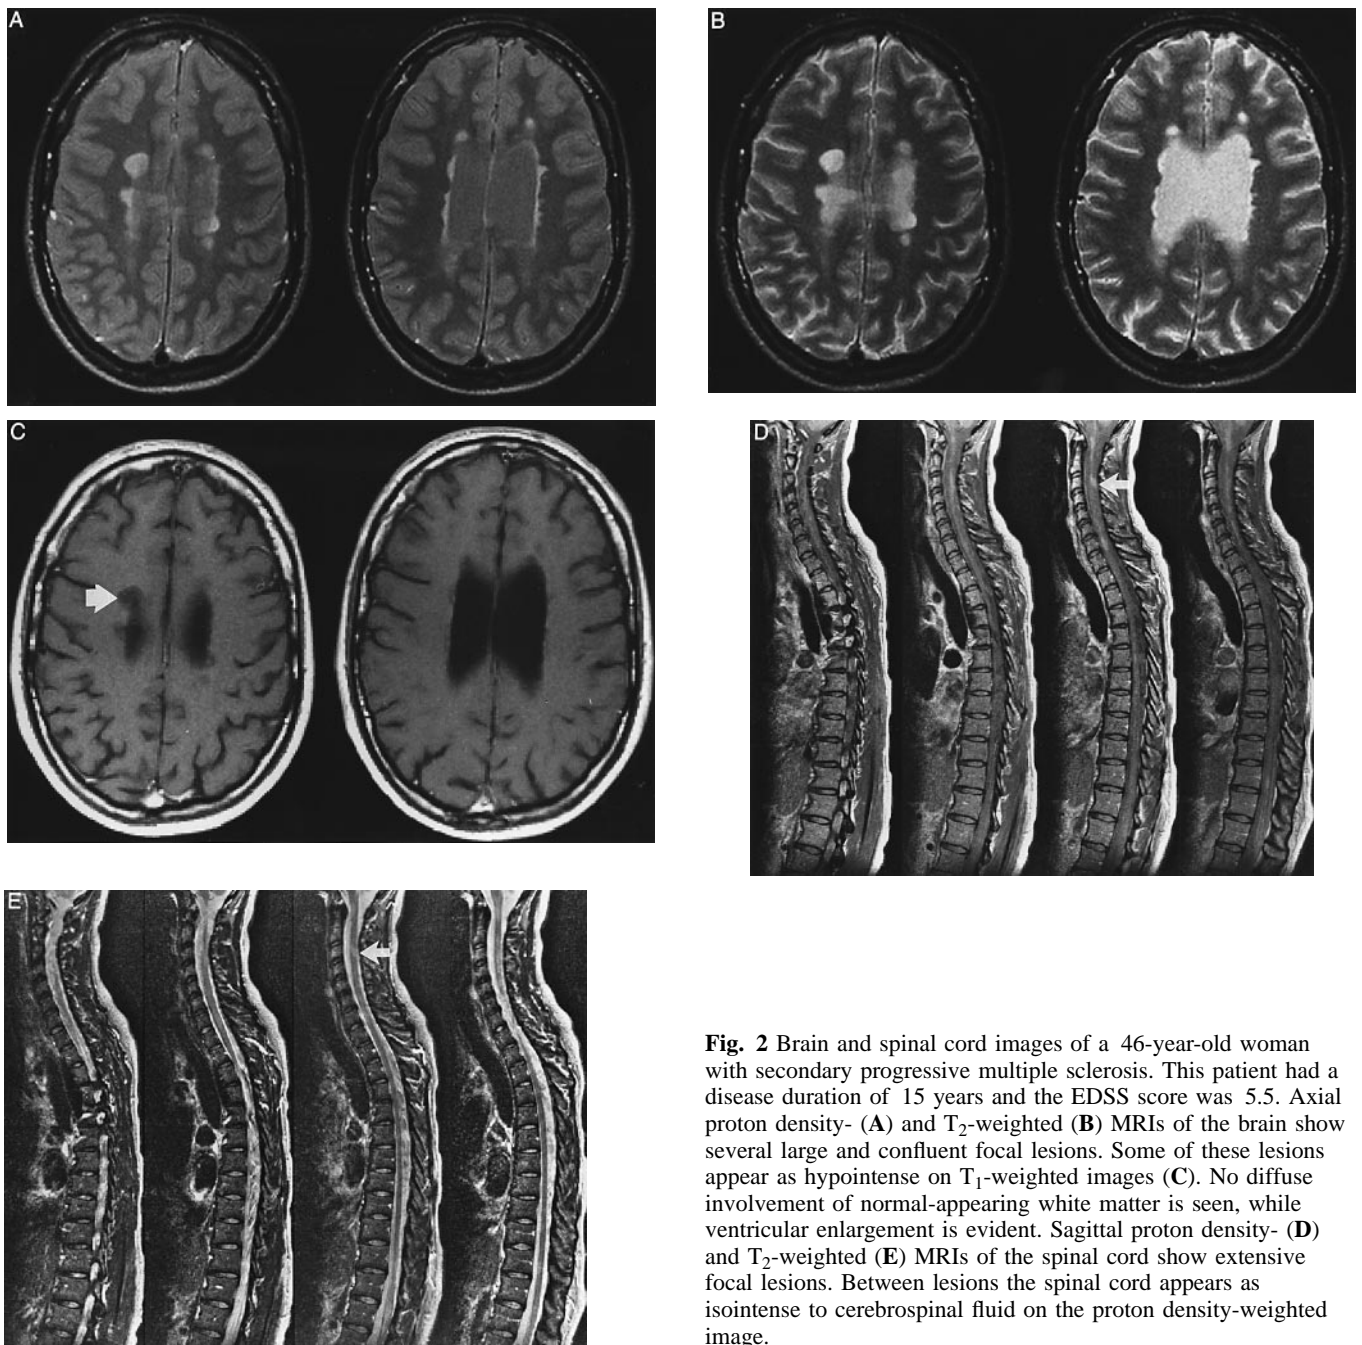 A
B
C
D
E
Fig. 2 Brain and spinal cord images of a 46-year-old woman
with secondary progressive multiple sclerosis. This patient had a
disease duration of 15 years and the EDSS score was 5.5. Axial
proton density- (A) and T₂-weighted (B) MRIs of the brain show
several large and confluent focal lesions. Some of these lesions
appear as hypointense on T₁-weighted images (C). No diffuse
involvement of normal-appearing white matter is seen, while
ventricular enlargement is evident. Sagittal proton density- (D)
and T₂-weighted (E) MRIs of the spinal cord show extensive
focal lesions. Between lesions the spinal cord appears as
isointense to cerebrospinal fluid on the proton density-weighted
image.